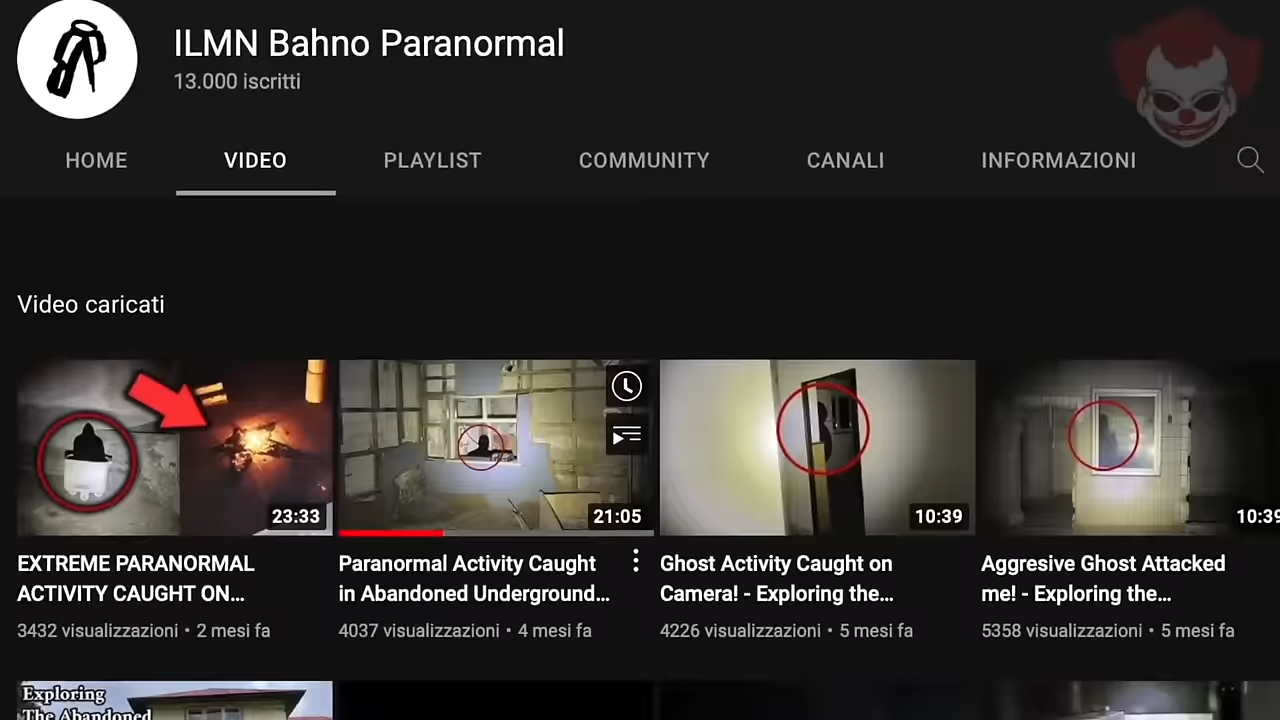 ILMN Bahno Paranormal
13.000 iscritti
HOME
VIDEO
PLAYLIST
COMMUNITY
CANALI
INFORMAZIONI
Video caricati
23:33
21:05
10:39
10:39
EXTREME PARANORMAL
ACTIVITY CAUGHT ON...
3432 visualizzazioni • 2 mesi fa
Paranormal Activity Caught
in Abandoned Underground...
4037 visualizzazioni • 4 mesi fa
Ghost Activity Caught on
Camera! - Exploring the...
4226 visualizzazioni • 5 mesi fa
Aggresive Ghost Attacked
me! - Exploring the...
5358 visualizzazioni • 5 mesi fa
Exploring
The Abandoned